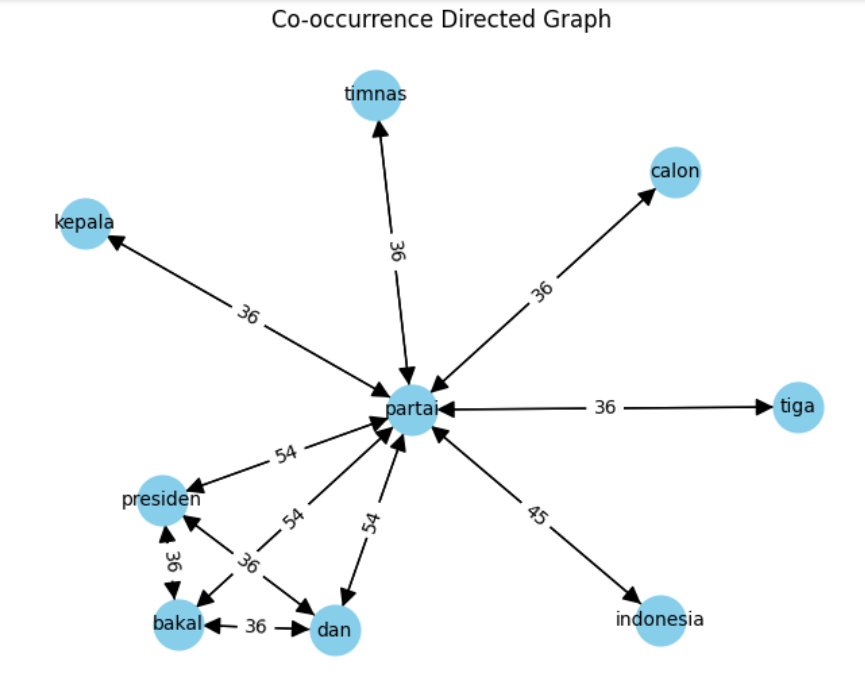 Co-occurrence Directed Graph
timnas
calon
kepala
36
36
36
partai
36
tiga
54
presiden
54
54
45
36
36
bakal
36
dan
indonesia